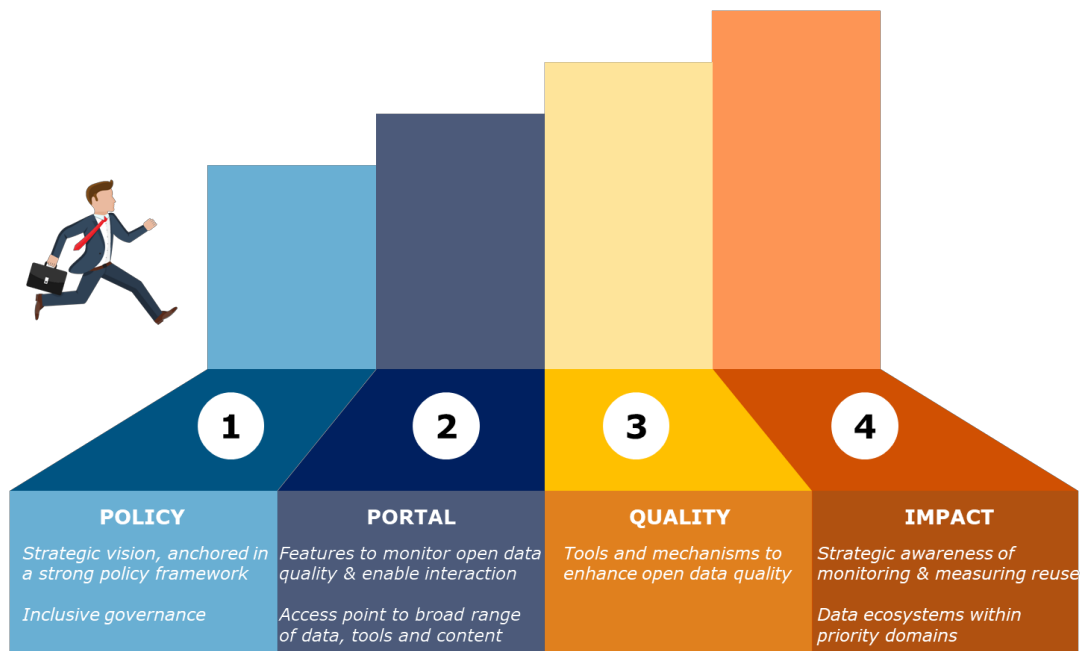 1
2
3
4
POLICY
Strategic vision, anchored in
a strong policy framework
Inclusive governance
PORTAL
Features to monitor open data
quality & enable interaction
Access point to broad range
of data, tools and content
QUALITY
Tools and mechanisms to
enhance open data quality
IMPACT
Strategic awareness of
monitoring & measuring reuse
Data ecosystems within
priority domains